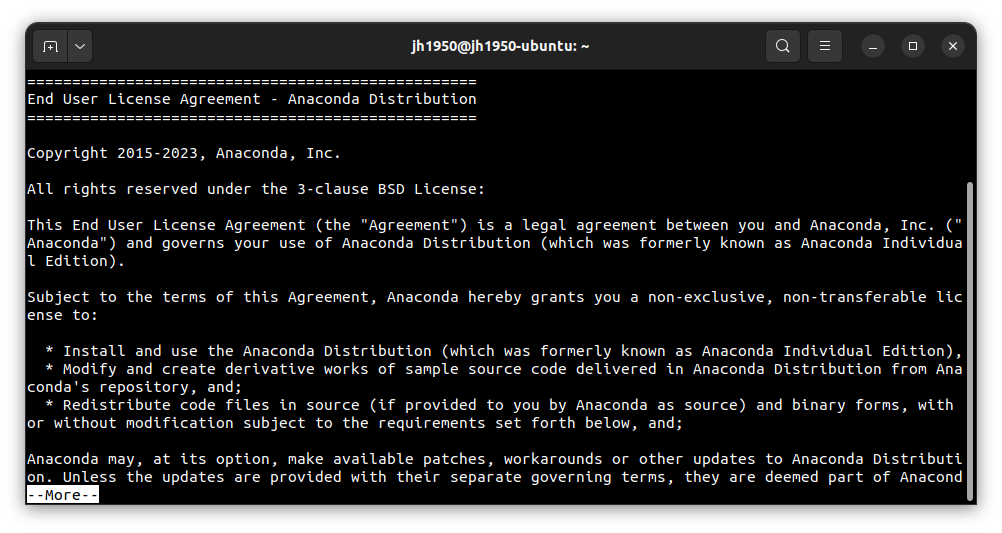 jh1950@jh1950-ubuntu: ~
==================================================
End User License Agreement - Anaconda Distribution
==================================================
Copyright 2015-2023, Anaconda, Inc.
All rights reserved under the 3-clause BSD License:
This End User License Agreement (the "Agreement") is a legal agreement between you and Anaconda, Inc. ("
Anaconda") and governs your use of Anaconda Distribution (which was formerly known as Anaconda Individua
l Edition).
Subject to the terms of this Agreement, Anaconda hereby grants you a non-exclusive, non-transferable lic
ense to:
* Install and use the Anaconda Distribution (which was formerly known as Anaconda Individual Edition),
* Modify and create derivative works of sample source code delivered in Anaconda Distribution from Ana
conda's repository, and;
* Redistribute code files in source (if provided to you by Anaconda as source) and binary forms, with
or without modification subject to the requirements set forth below, and;
Anaconda may, at its option, make available patches, workarounds or other updates to Anaconda Distributi
on. Unless the updates are provided with their separate governing terms, they are deemed part of Anacond
--More--